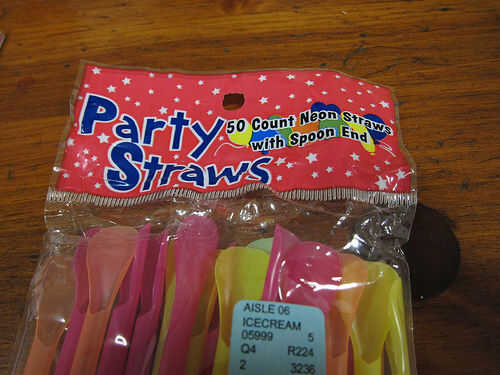 Party
Straws
50 Count Neon Straws
with Spoon End
AISLE 06
ICECREAM
05999 5
Q4 R224
2 3236